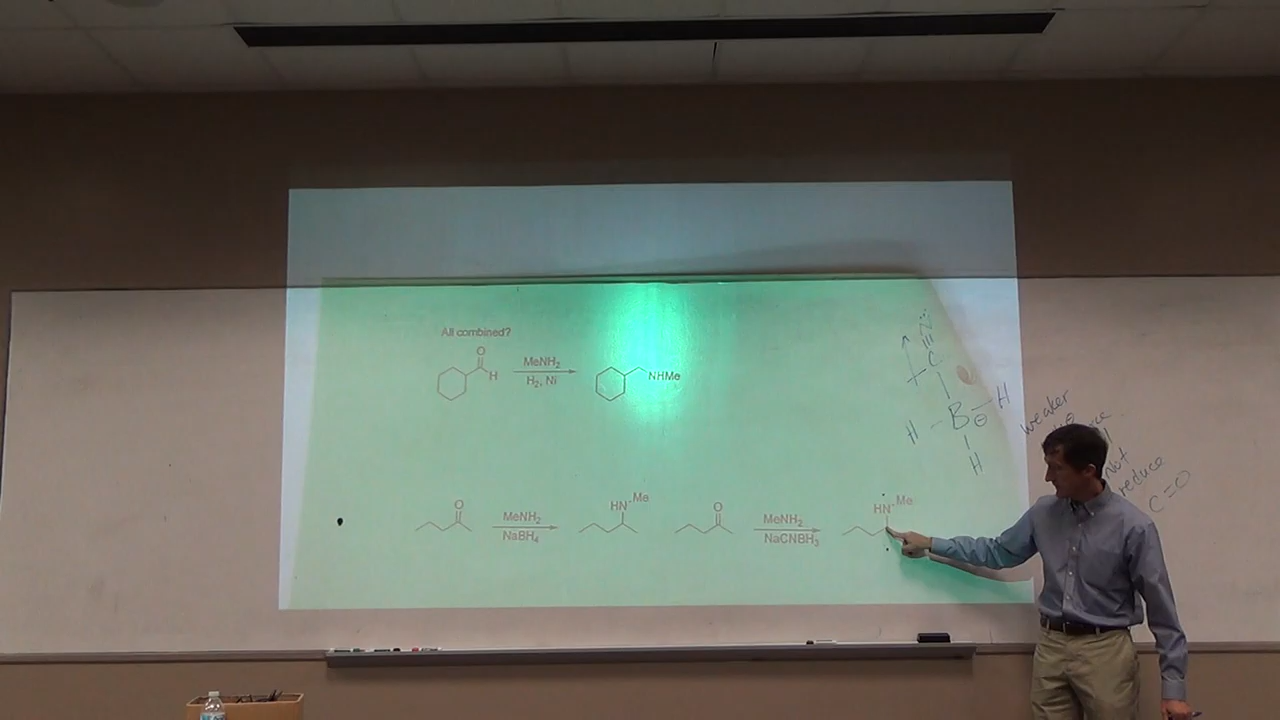 All combined?
O
H
MeNH₂
H₂, Ni
NHMe
O
MeNH₂
NaBH₄
HN Me
O
MeNH₂
NaCNBH₃
HN Me
N:
C
H B ⊖ H
H
weaker
Not
reduce
C=O